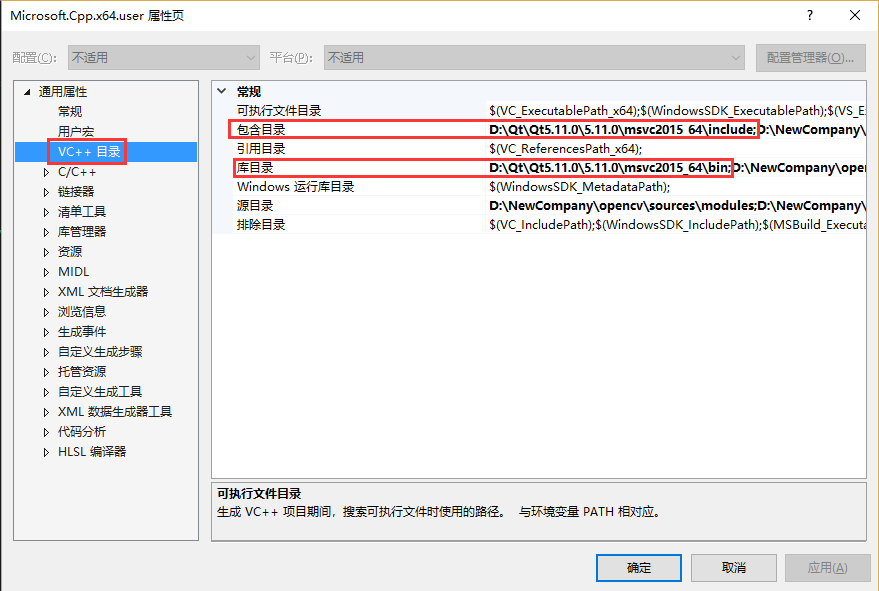 Microsoft.Cpp.x64.user 属性页
配置(C): 不适用 平台(P): 不适用 配置管理器(O)...
通用属性
常规
用户宏
VC++ 目录
C/C++
链接器
清单工具
库管理器
资源
MIDL
XML 文档生成器
浏览信息
生成事件
自定义生成步骤
托管资源
自定义生成工具
XML 数据生成器工具
代码分析
HLSL 编译器
常规
可执行文件目录 $(VC_ExecutablePath_x64);$(WindowsSDK_ExecutablePath);$(VS_E
包含目录 D:\Qt\Qt5.11.0\5.11.0\msvc2015_64\include;D:\NewCompany\
引用目录 $(VC_ReferencesPath_x64);
库目录 D:\Qt\Qt5.11.0\5.11.0\msvc2015_64\bin;D:\NewCompany\ope
Windows 运行库目录 $(WindowsSDK_MetadataPath);
源目录 D:\NewCompany\opencv\sources\modules;D:\NewCompany\
排除目录 $(VC_IncludePath);$(WindowsSDK_IncludePath);$(MSBuild_Executa
可执行文件目录
生成 VC++ 项目期间，搜索可执行文件时使用的路径。 与环境变量 PATH 相对应。
确定 取消 应用(A)